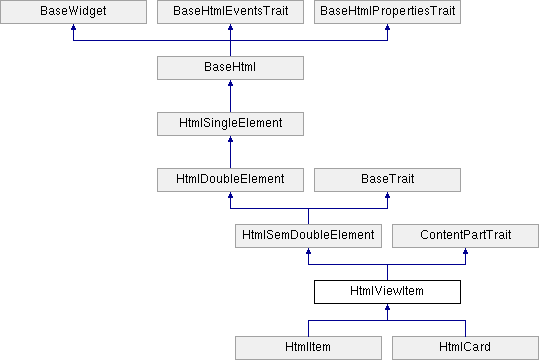 BaseWidget BaseHtmlEventsTrait BaseHtmlPropertiesTrait
BaseHtml
HtmlSingleElement
HtmlDoubleElement BaseTrait
HtmlSemDoubleElement ContentPartTrait
HtmlViewItem
HtmlItem HtmlCard